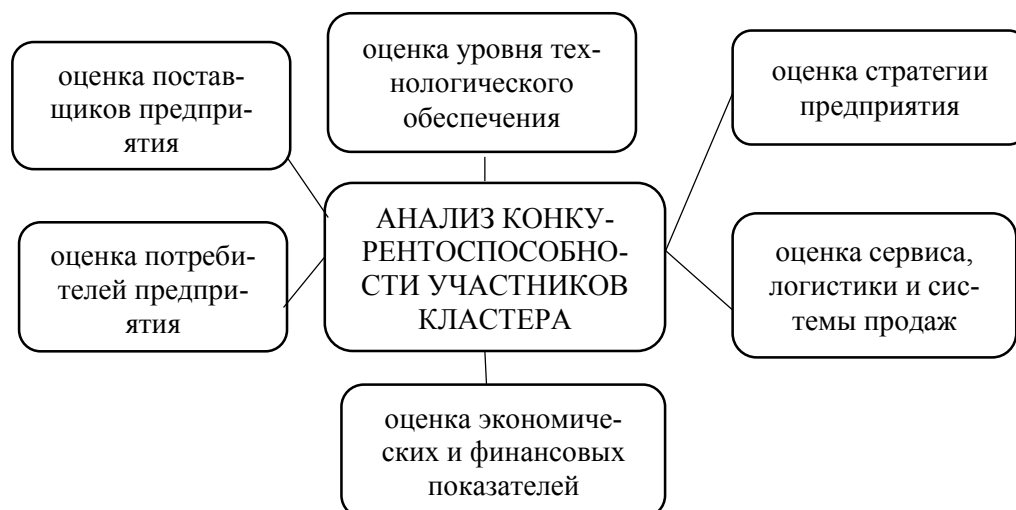 оценка постав-
щиков предпри-
ятия
оценка уровня тех-
нологического
обеспечения
оценка стратегии
предприятия
оценка потреби-
телей предпри-
ятия
АНАЛИЗ КОНКУ-
РЕНТОСПОСОБНО-
СТИ УЧАСТНИКОВ
КЛАСТЕРА
оценка сервиса,
логистики и сис-
темы продаж
оценка экономиче-
ских и финансовых
показателей